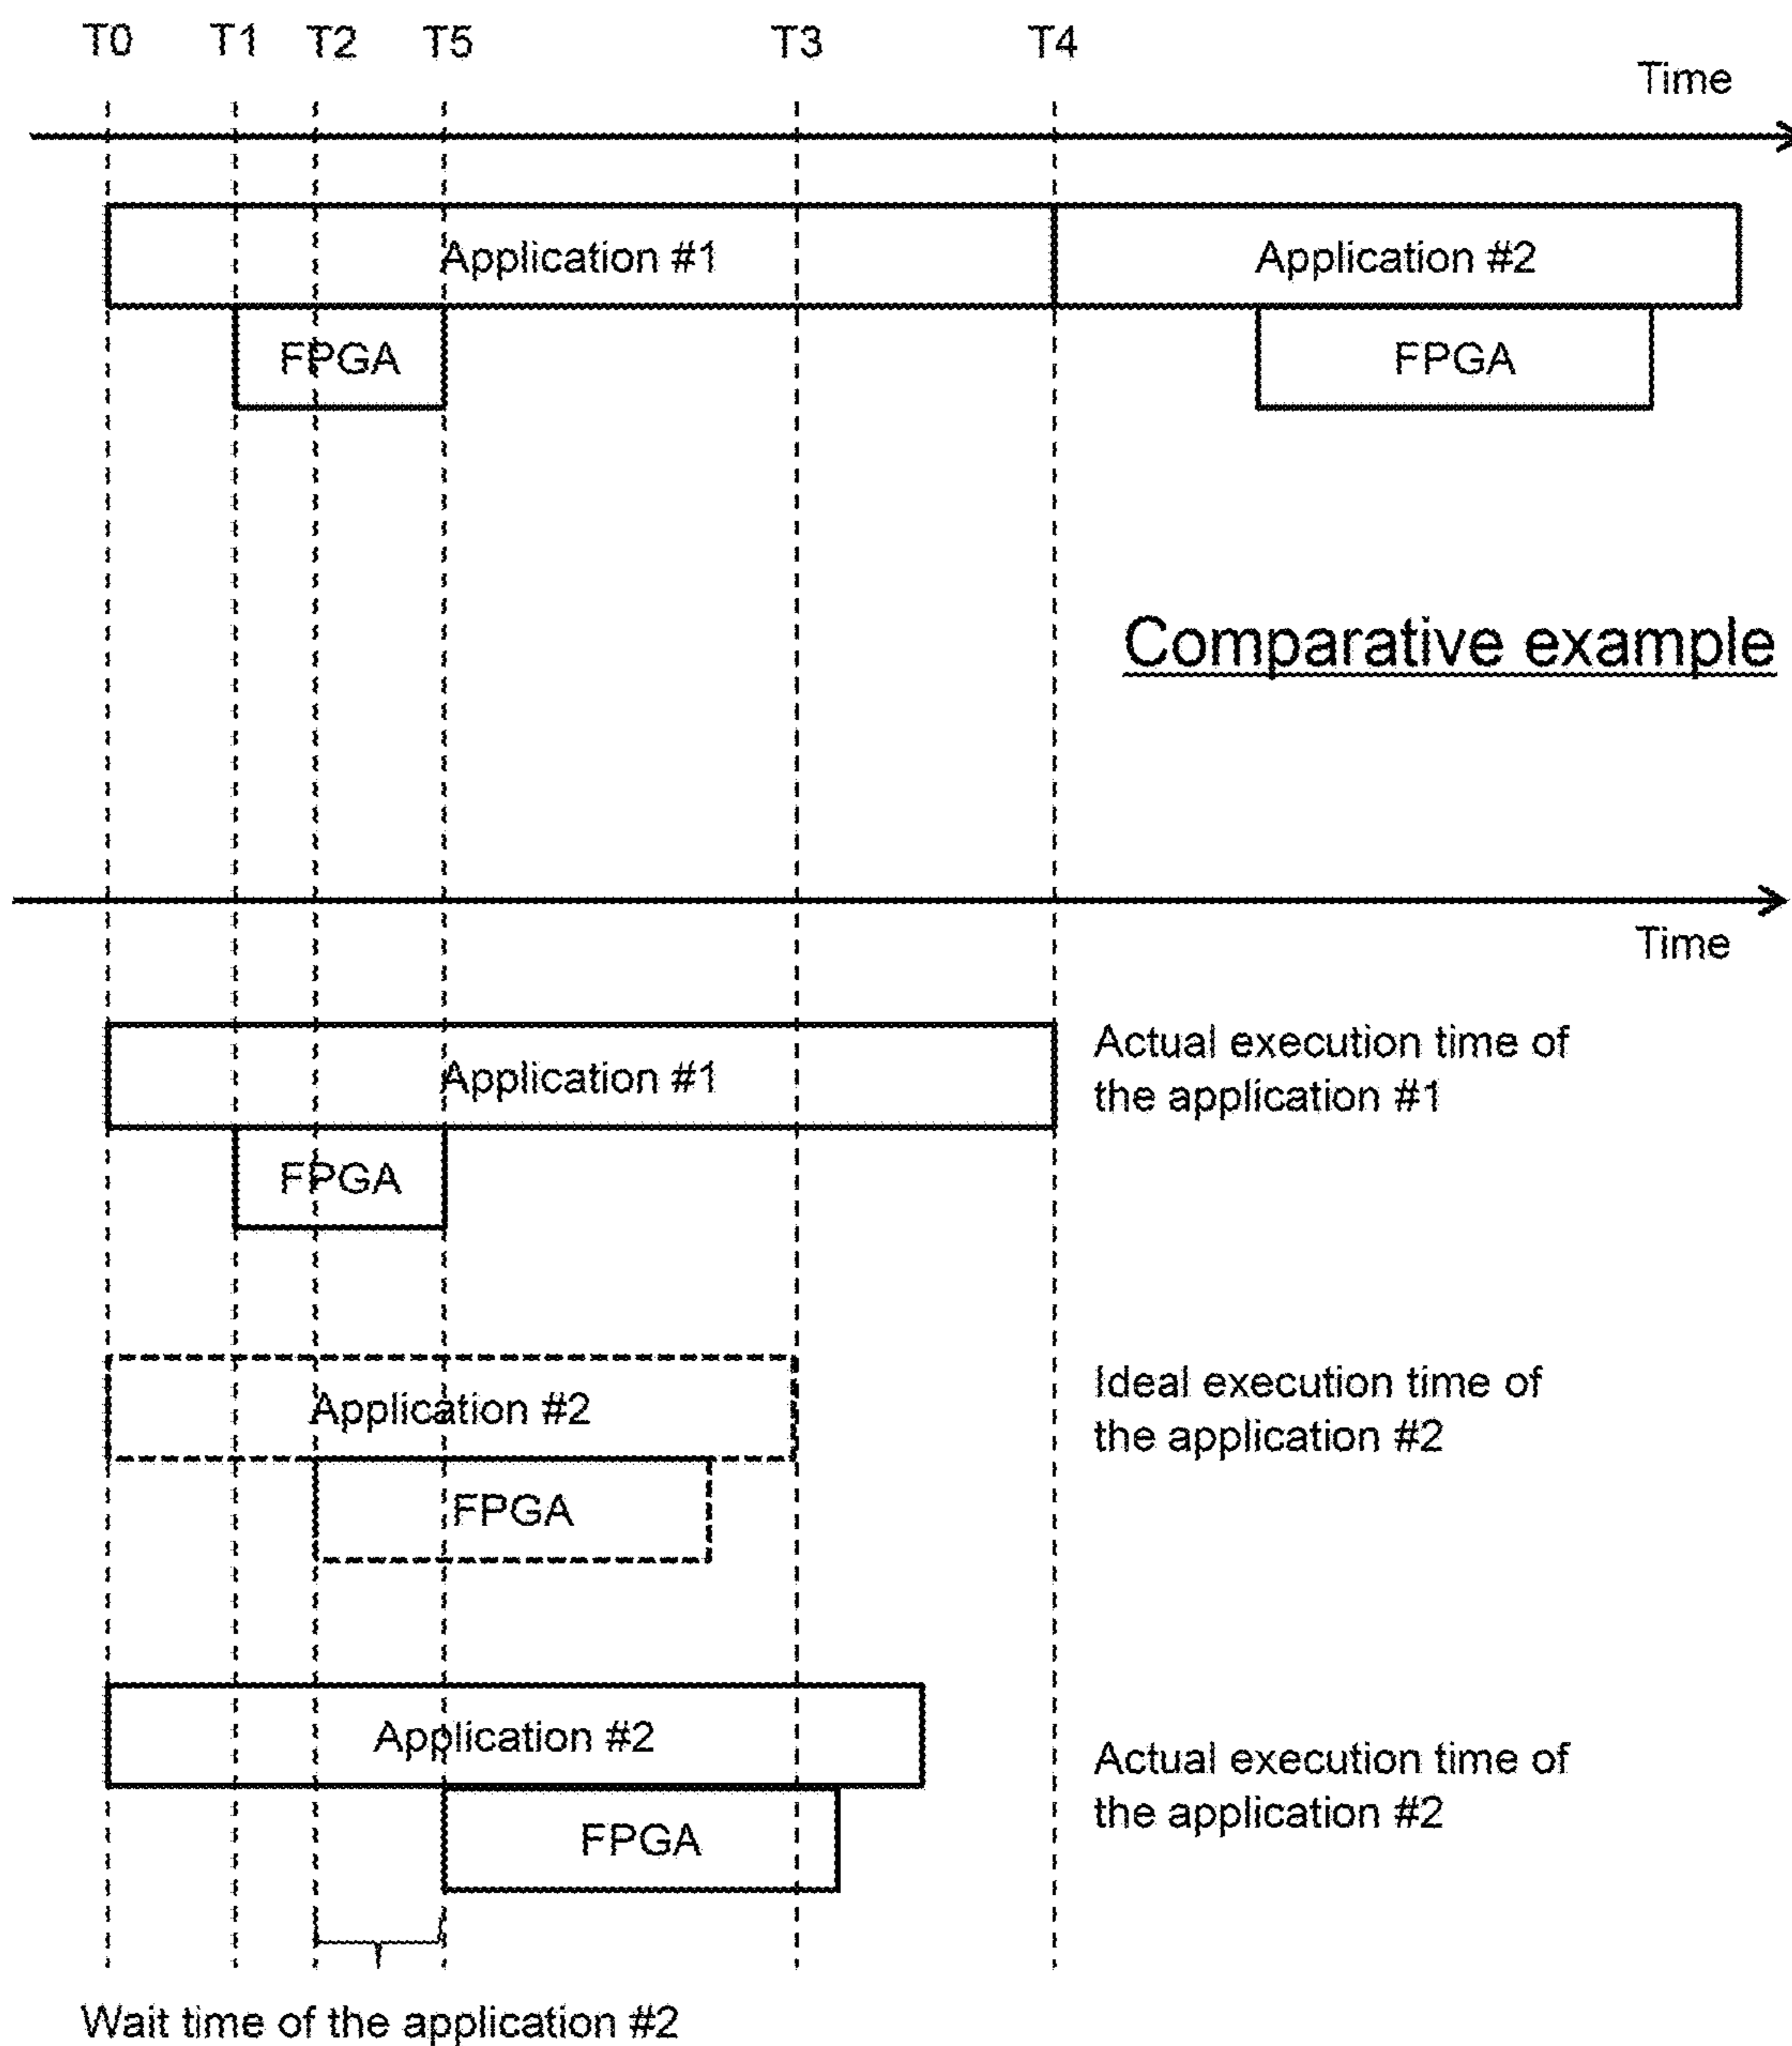 T0 T1 T2 T5 T3 T4
Time
Application #1 Application #2
FPGA FPGA
Comparative example
Time
Application #1
Actual execution time of
the application #1
FPGA
Application #2
Ideal execution time of
the application #2
FPGA
Application #2
Actual execution time of
the application #2
FPGA
Wait time of the application #2